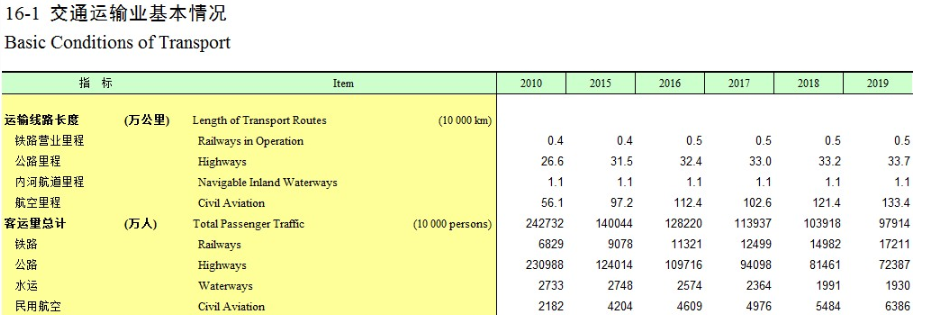 16-1 交通运输业基本情况
Basic Conditions of Transport
指 标 Item 2010 2015 2016 2017 2018 2019
运输线路长度 (万公里) Length of Transport Routes (10 000 km)
铁路营业里程 Railways in Operation 0.4 0.4 0.5 0.5 0.5 0.5
公路里程 Highways 26.6 31.5 32.4 33.0 33.2 33.7
内河航道里程 Navigable Inland Waterways 1.1 1.1 1.1 1.1 1.1 1.1
航空里程 Civil Aviation 56.1 97.2 112.4 102.6 121.4 133.4
客运量总计 (万人) Total Passenger Traffic (10 000 persons) 242732 140044 128220 113937 103918 97914
铁路 Railways 6829 9078 11321 12499 14982 17211
公路 Highways 230988 124014 109716 94098 81461 72387
水运 Waterways 2733 2748 2574 2364 1991 1930
民用航空 Civil Aviation 2182 4204 4609 4976 5484 6386